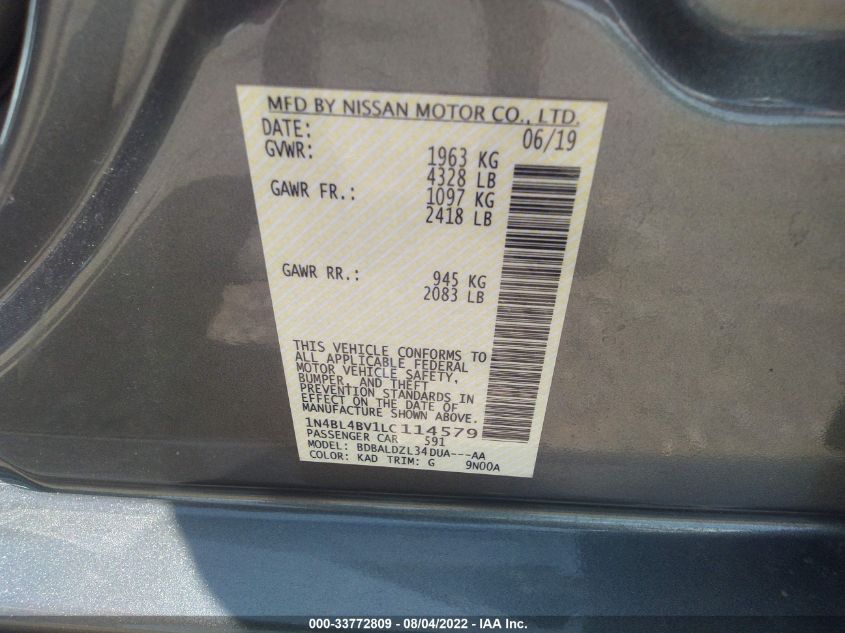 MFD BY NISSAN MOTOR CO., LTD.
DATE: 06/19
GVWR: 1963 KG
4328 LB
GAWR FR.: 1097 KG
2418 LB
GAWR RR.: 945 KG
2083 LB
THIS VEHICLE CONFORMS TO
ALL APPLICABLE FEDERAL
MOTOR VEHICLE SAFETY,
BUMPER, AND THEFT
PREVENTION STANDARDS IN
EFFECT ON THE DATE OF
MANUFACTURE SHOWN ABOVE.
1N4BL4BV1LC114579
PASSENGER CAR 591
MODEL: BDBALDZL34DUA---AA
COLOR: KAD TRIM: G 9N00A
000-33772809 - 08/04/2022 - IAA Inc.